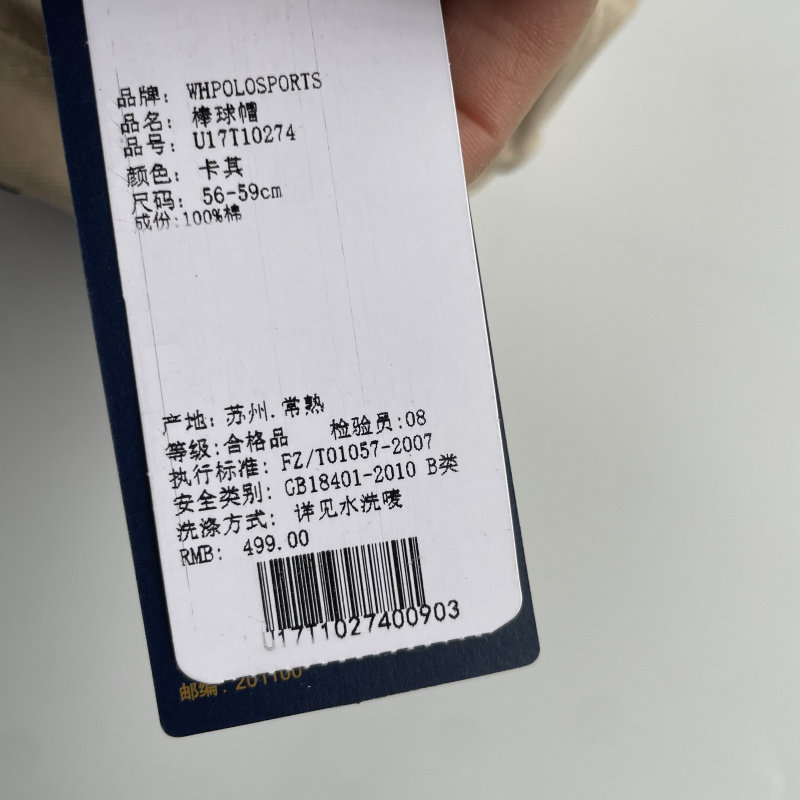 品牌: WHPOLOSPORTS
品名: 棒球帽
品号: U17T10274
颜色: 卡其
尺码: 56-59cm
成份:100%棉
产地: 苏州.常熟
等级:合格品 检验员:08
执行标准: FZ/T01057-2007
安全类别: GB18401-2010 B类
洗涤方式: 详见水洗唛
RMB: 499.00
U17T1027400903
邮编: 201100